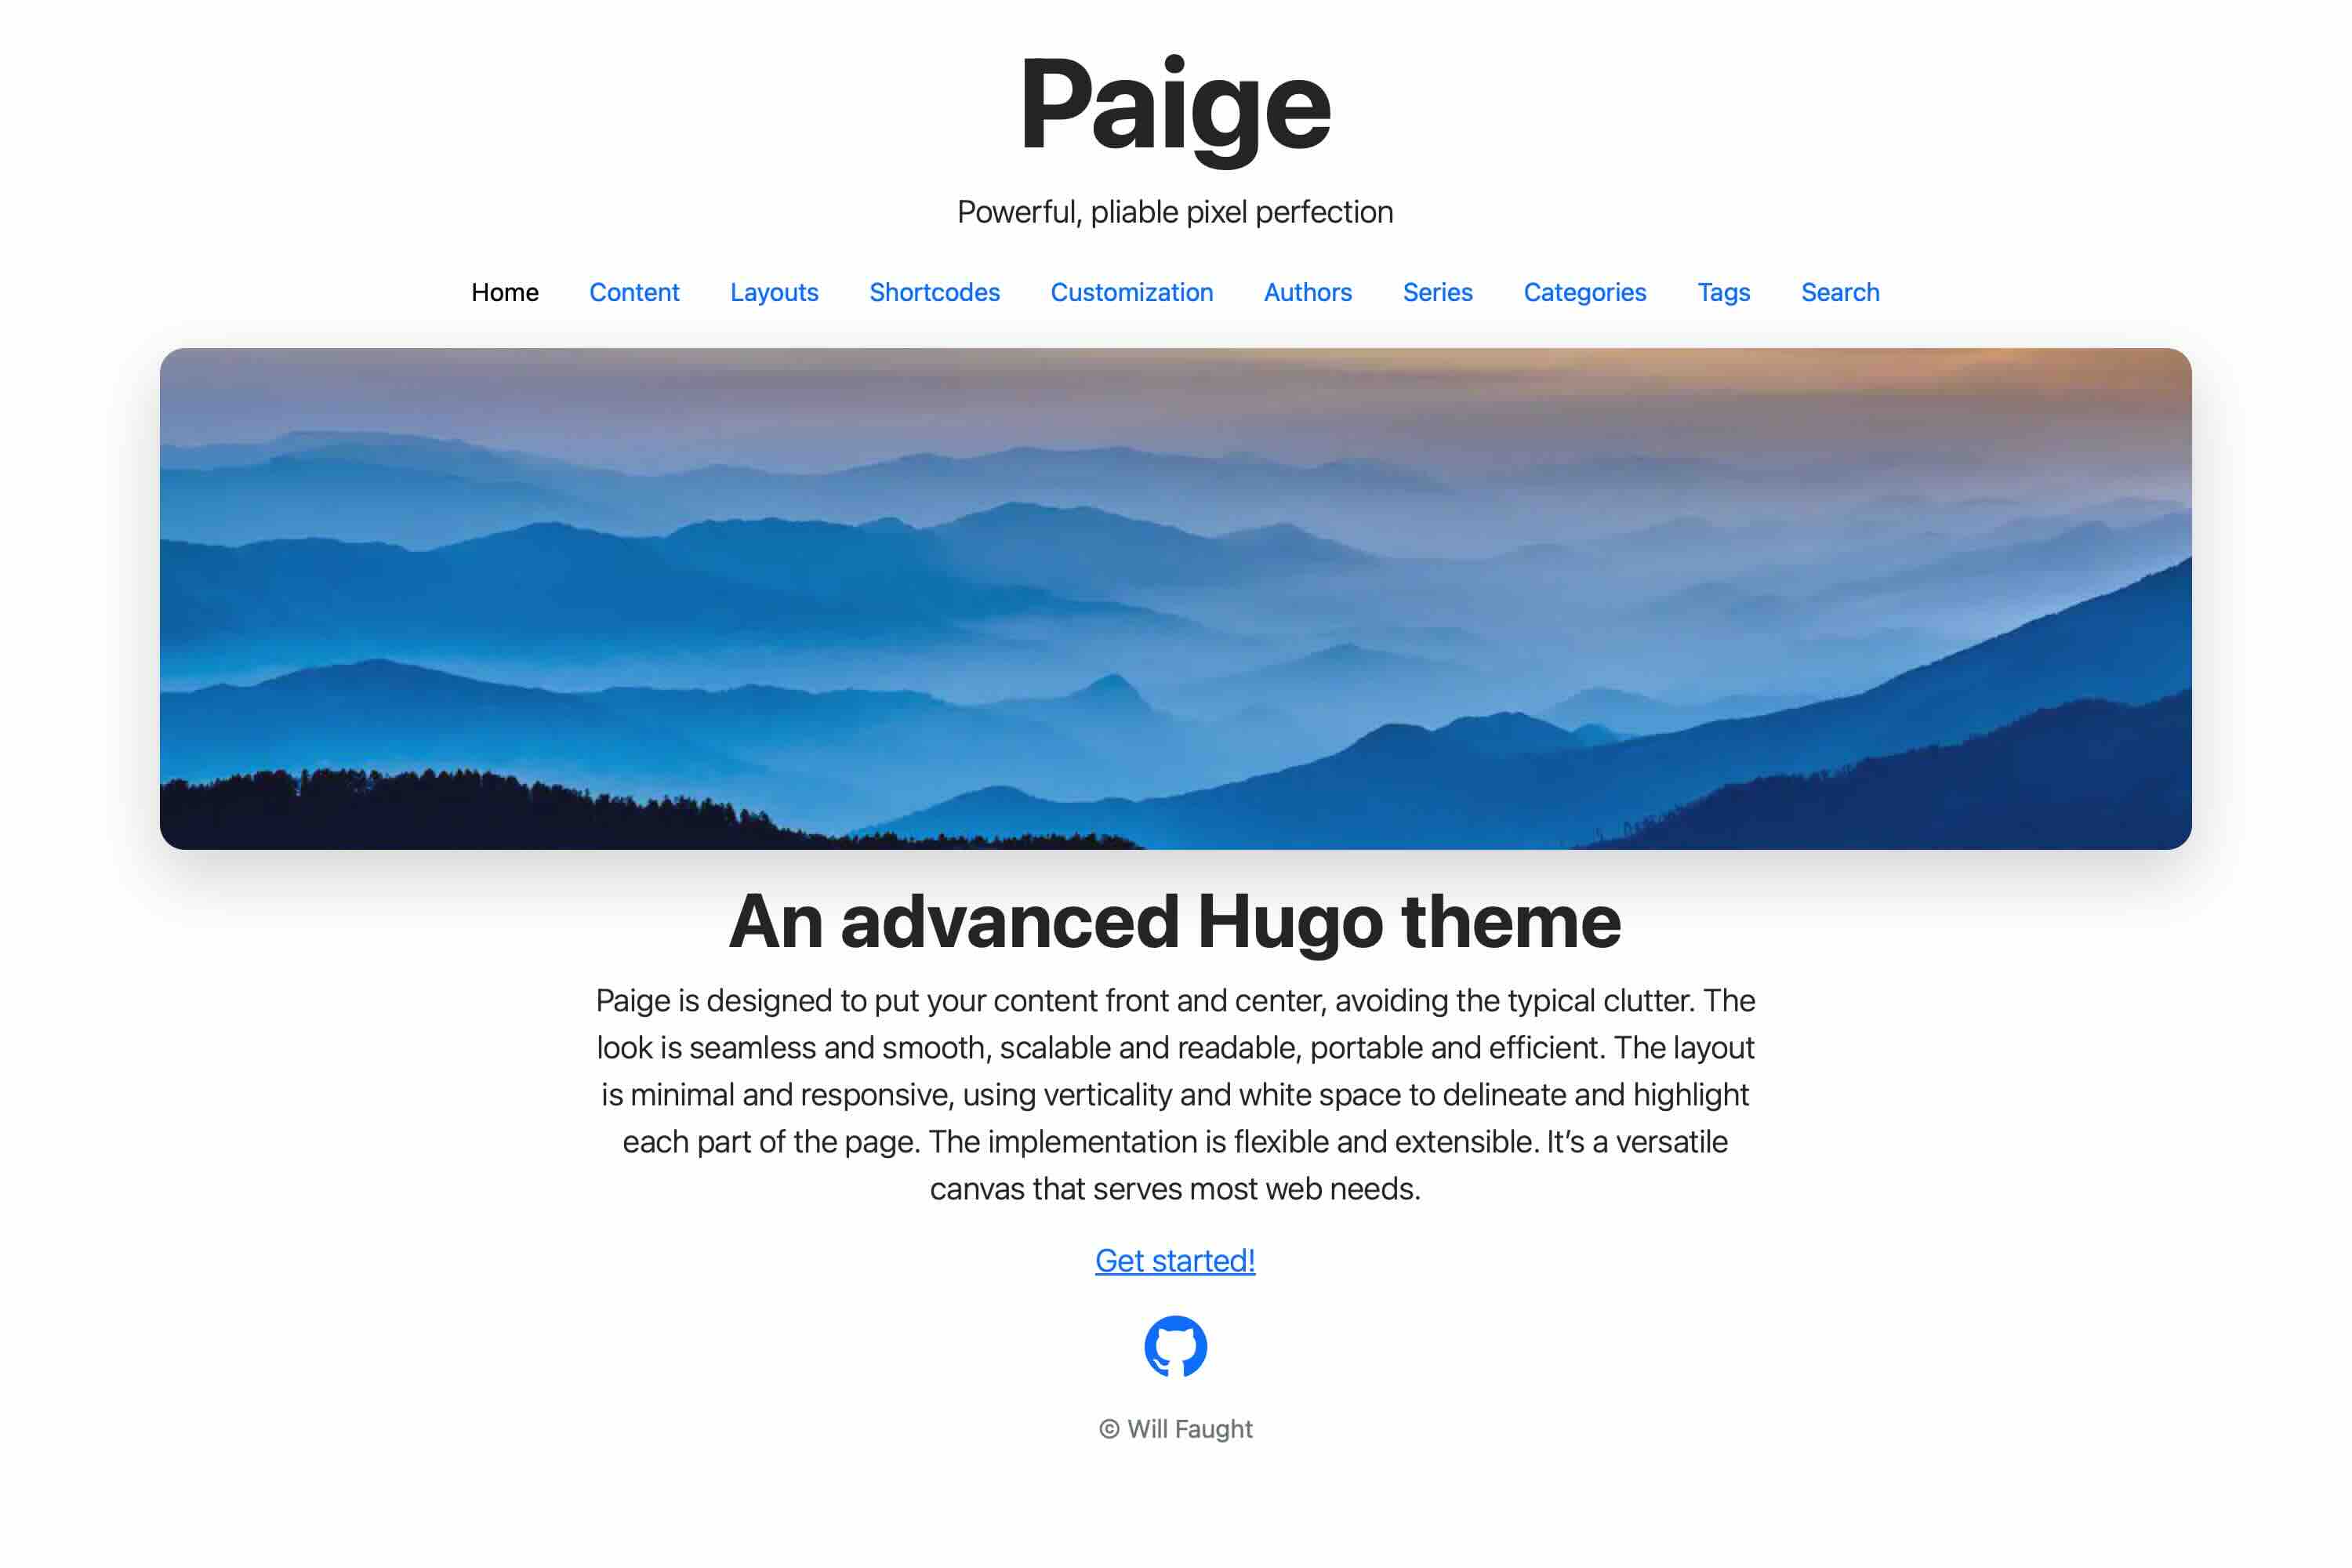 Paige
Powerful, pliable pixel perfection
Home Content Layouts Shortcodes Customization Authors Series Categories Tags Search
An advanced Hugo theme
Paige is designed to put your content front and center, avoiding the typical clutter. The
look is seamless and smooth, scalable and readable, portable and efficient. The layout
is minimal and responsive, using verticality and white space to delineate and highlight
each part of the page. The implementation is flexible and extensible. It’s a versatile
canvas that serves most web needs.
Get started!
© Will Faught